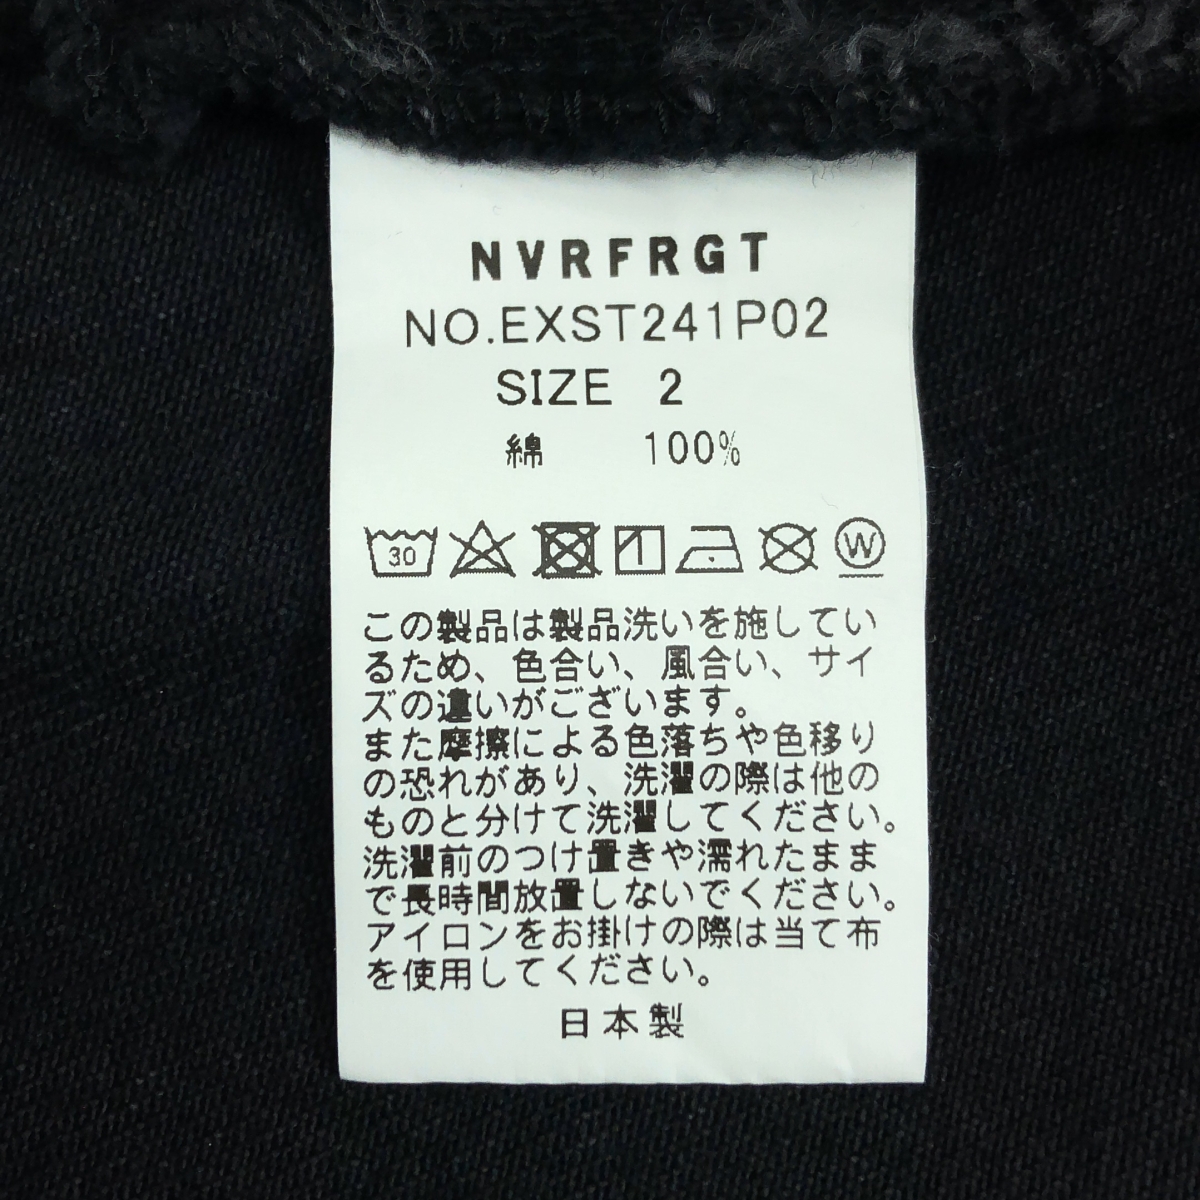 NVRFRGT
NO.EXST241P02
SIZE 2
綿 100%
30 W
この製品は製品洗いを施してい
るため、色合い、風合い、サイ
ズの違いがございます。
また摩擦による色落ちや色移り
の恐れがあり、洗濯の際は他の
ものと分けて洗濯してください。
洗濯前のつけ置きや濡れたまま
で長時間放置しないでください。
アイロンをお掛けの際は当て布
を使用してください。
日本製